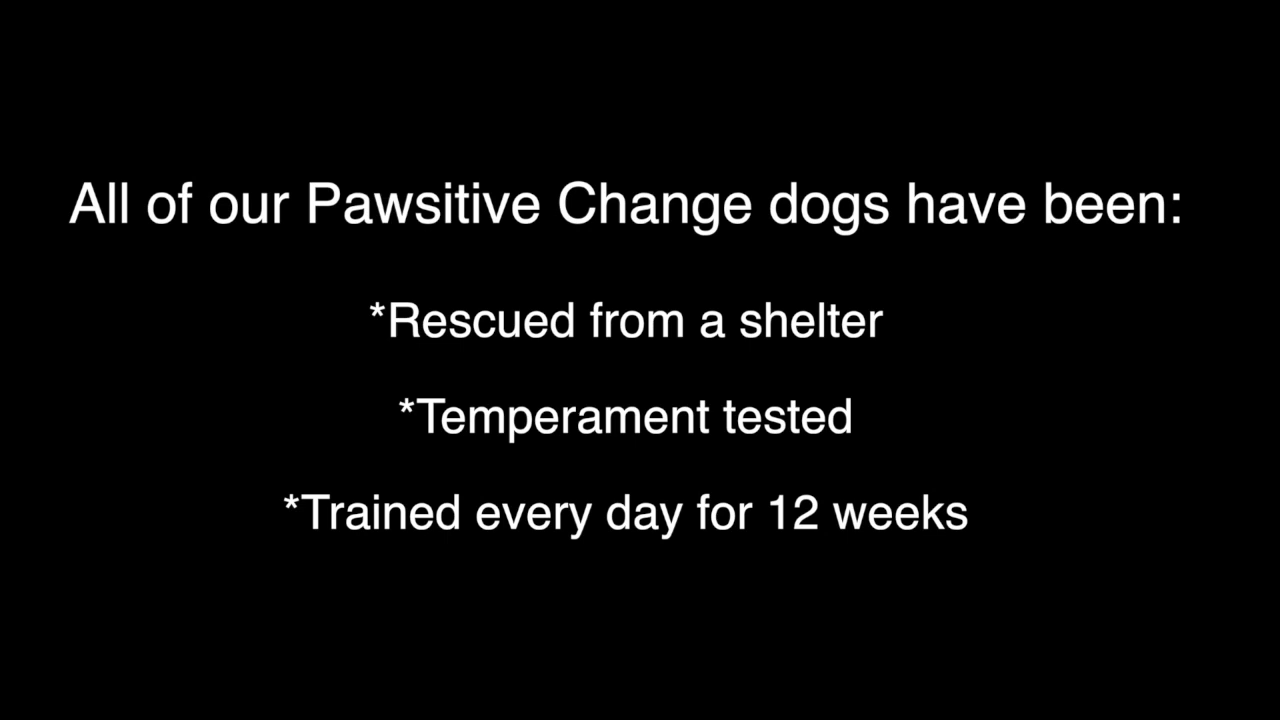 All of our Pawsitive Change dogs have been:
*Rescued from a shelter
*Temperament tested
*Trained every day for 12 weeks